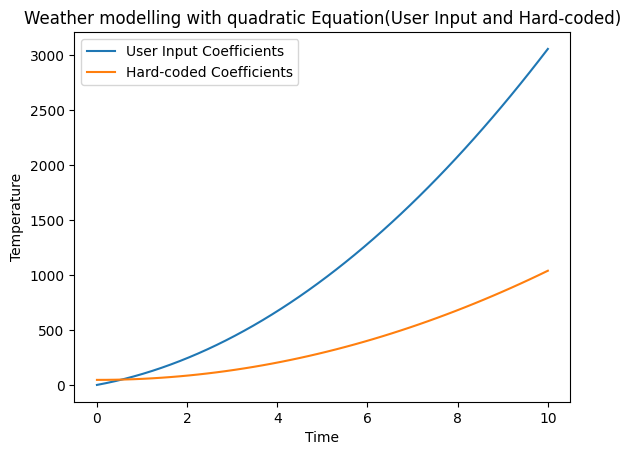 Weather modelling with quadratic Equation(User Input and Hard-coded)
User Input Coefficients
Hard-coded Coefficients
Temperature
3000
2500
2000
1500
1000
500
0
0 2 4 6 8 10
Time